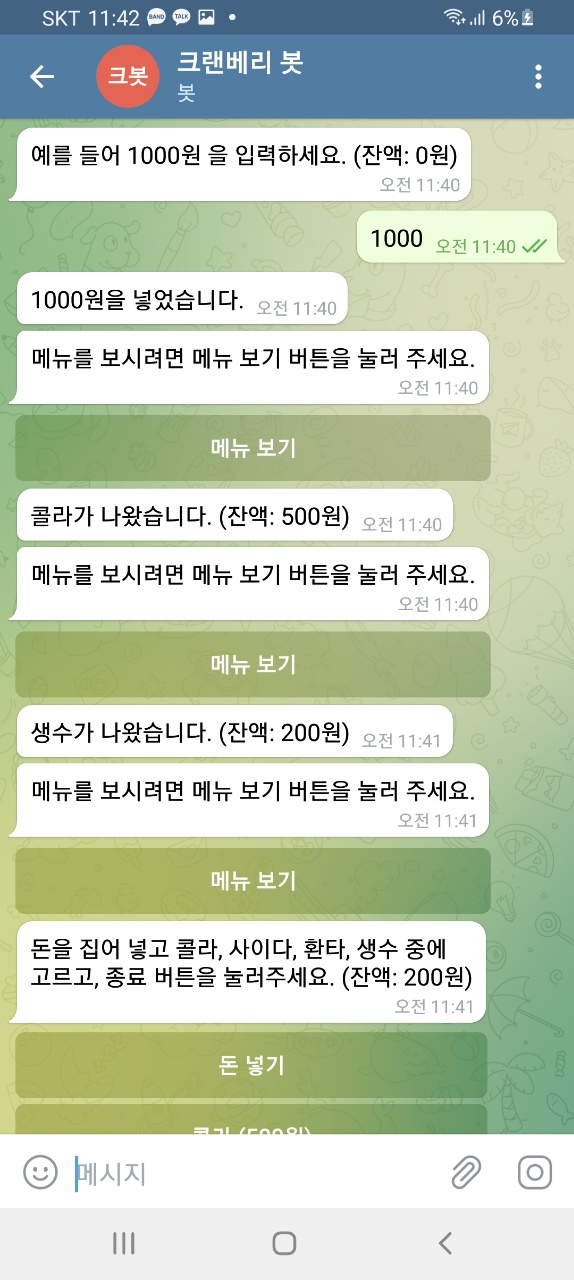 SKT 11:42 BAND TALK 6%
크봇
크랜베리 봇
봇
예를 들어 1000원 을 입력하세요. (잔액: 0원)
오전 11:40
1000 오전 11:40
1000원을 넣었습니다. 오전 11:40
메뉴를 보시려면 메뉴 보기 버튼을 눌러 주세요.
오전 11:40
메뉴 보기
콜라가 나왔습니다. (잔액: 500원) 오전 11:40
메뉴를 보시려면 메뉴 보기 버튼을 눌러 주세요.
오전 11:40
메뉴 보기
생수가 나왔습니다. (잔액: 200원) 오전 11:41
메뉴를 보시려면 메뉴 보기 버튼을 눌러 주세요.
오전 11:41
메뉴 보기
돈을 집어 넣고 콜라, 사이다, 환타, 생수 중에
고르고, 종료 버튼을 눌러주세요. (잔액: 200원)
오전 11:41
돈 넣기
콜라 (500원)
메시지